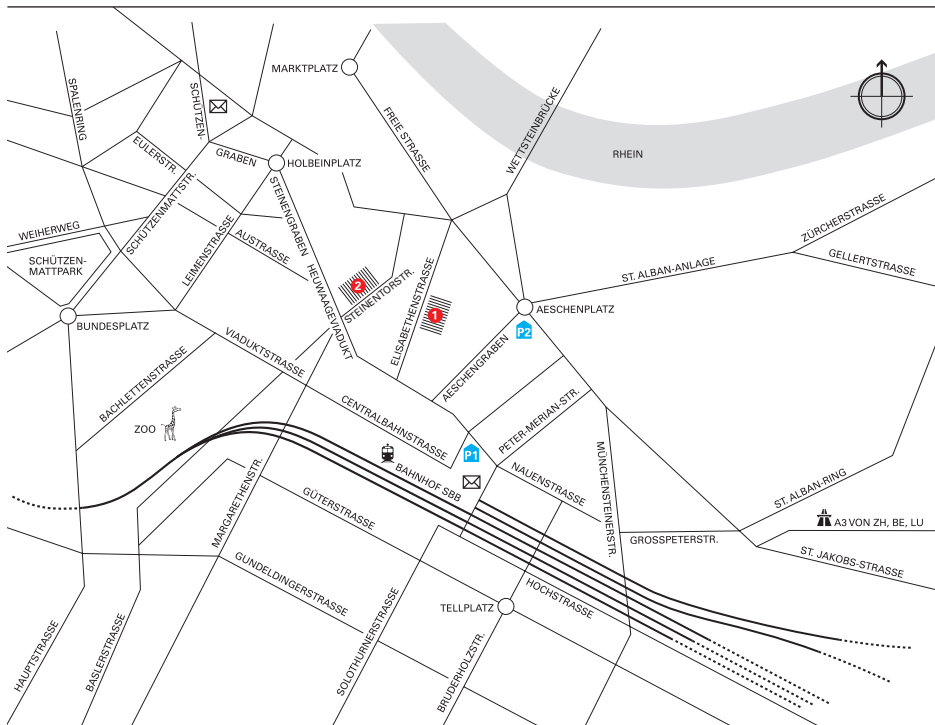 MARKTPLATZ
SPALENRING
SCHÜTZEN-
GRABEN
EULERSTR.
HOLBEINPLATZ
FREIE STRASSE
WETTSTEINBRÜCKE
RHEIN
SCHÜTZENMATTSTR.
STEINENGRABEN
HEUWAAGEVIADUKT
WEIHERWEG
SCHÜTZEN-
MATTPARK
LEIMENSTRASSE
AUSTRASSE
ZÜRCHERSTRASSE
GELLERTSTRASSE
ST. ALBAN-ANLAGE
2
STEINENTORSTR.
1
ELISABETHENSTRASSE
AESCHENPLATZ
P2
BUNDESPLATZ
VIADUKTSTRASSE
BACHLETTENSTRASSE
AESCHENGRABEN
CENTRALBAHNSTRASSE
PETER-MERIAN-STR.
ZOO
P1
BAHNHOF SBB
NAUENSTRASSE
MÜNCHENSTEINERSTR.
MARGARETHENSTR.
GÜTERSTRASSE
ST. ALBAN-RING
A3 VON ZH, BE, LU
GROSSPETERSTR.
ST. JAKOBS-STRASSE
GUNDELDINGERSTRASSE
HOCHSTRASSE
TELLPLATZ
HAUPTSTRASSE
BASLERSTRASSE
SOLOTHURNERSTRASSE
BRUDERHOLZSTR.